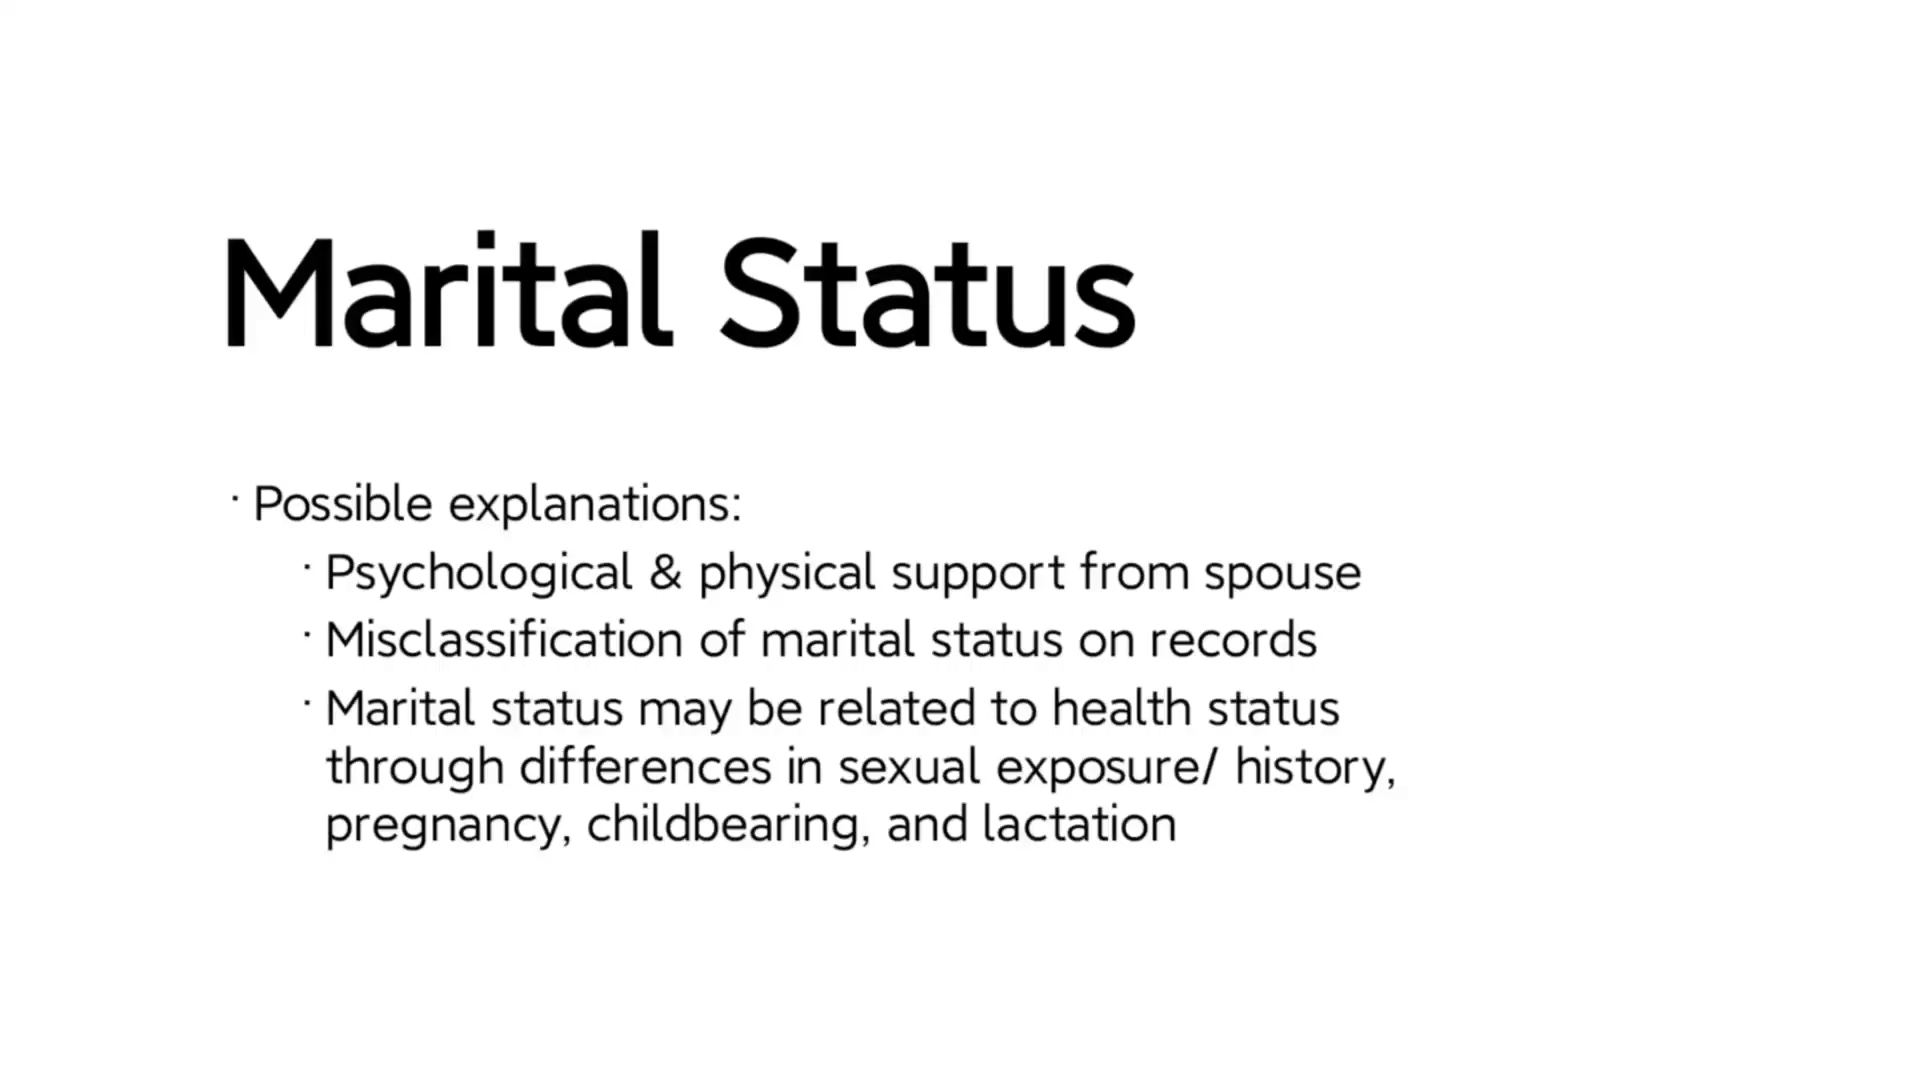 Marital Status
· Possible explanations:
· Psychological & physical support from spouse
· Misclassification of marital status on records
· Marital status may be related to health status
through differences in sexual exposure/ history,
pregnancy, childbearing, and lactation